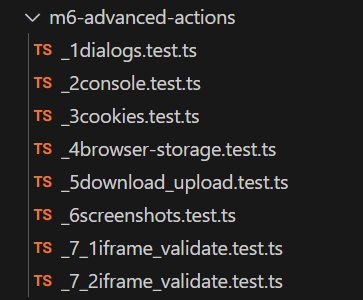 m6-advanced-actions
TS _1dialogs.test.ts
TS _2console.test.ts
TS _3cookies.test.ts
TS _4browser-storage.test.ts
TS _5download_upload.test.ts
TS _6screenshots.test.ts
TS _7_1iframe_validate.test.ts
TS _7_2iframe_validate.test.ts